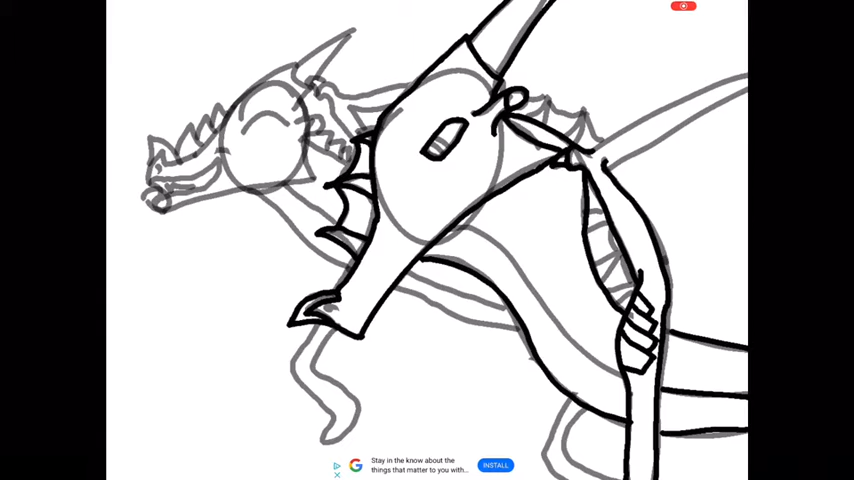 Stay in the know about the
things that matter to you with...
INSTALL